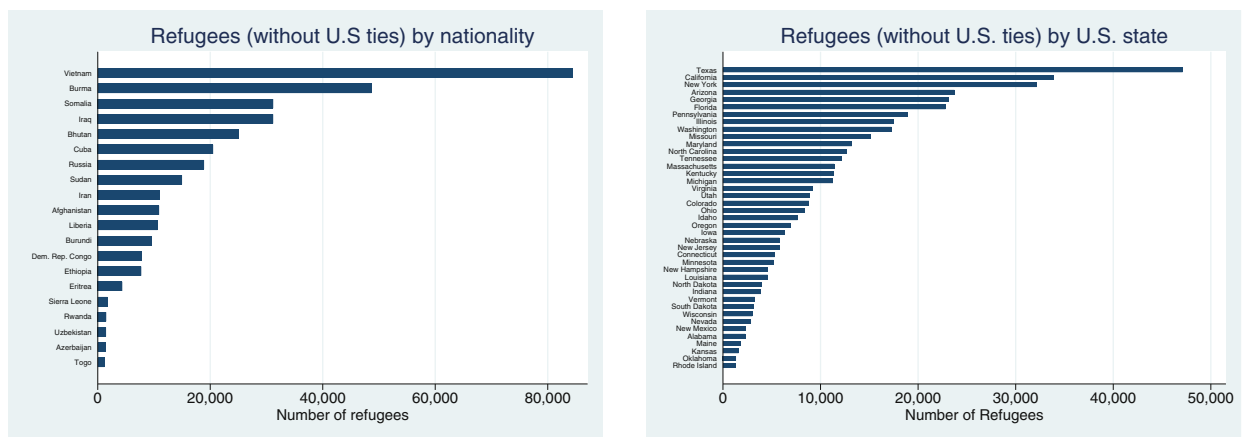 Refugees (without U.S ties) by nationality
Vietnam
Burma
Somalia
Iraq
Bhutan
Cuba
Russia
Sudan
Iran
Afghanistan
Liberia
Burundi
Dem. Rep. Congo
Ethiopia
Eritrea
Sierra Leone
Rwanda
Uzbekistan
Azerbaijan
Togo
0 20,000 40,000 60,000 80,000
Number of refugees
Refugees (without U.S. ties) by U.S. state
Texas
California
New York
Arizona
Georgia
Florida
Pennsylvania
Illinois
Washington
Missouri
Maryland
North Carolina
Tennessee
Massachusetts
Kentucky
Michigan
Virginia
Utah
Colorado
Ohio
Idaho
Oregon
Iowa
Nebraska
New Jersey
Connecticut
Minnesota
New Hampshire
Louisiana
North Dakota
Indiana
Vermont
South Dakota
Wisconsin
Nevada
New Mexico
Alabama
Maine
Kansas
Oklahoma
Rhode Island
0 10,000 20,000 30,000 40,000 50,000
Number of Refugees